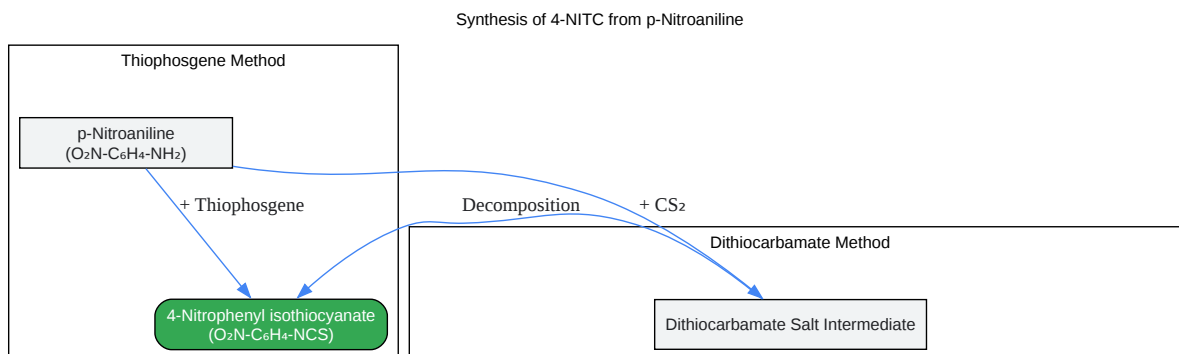 Synthesis of 4-NITC from p-Nitroaniline
Thiophosgene Method
p-Nitroaniline
(O₂N-C₆H₄-NH₂)
+ Thiophosgene
Decomposition
+ CS₂
Dithiocarbamate Method
4-Nitrophenyl isothiocyanate
(O₂N-C₆H₄-NCS)
Dithiocarbamate Salt Intermediate